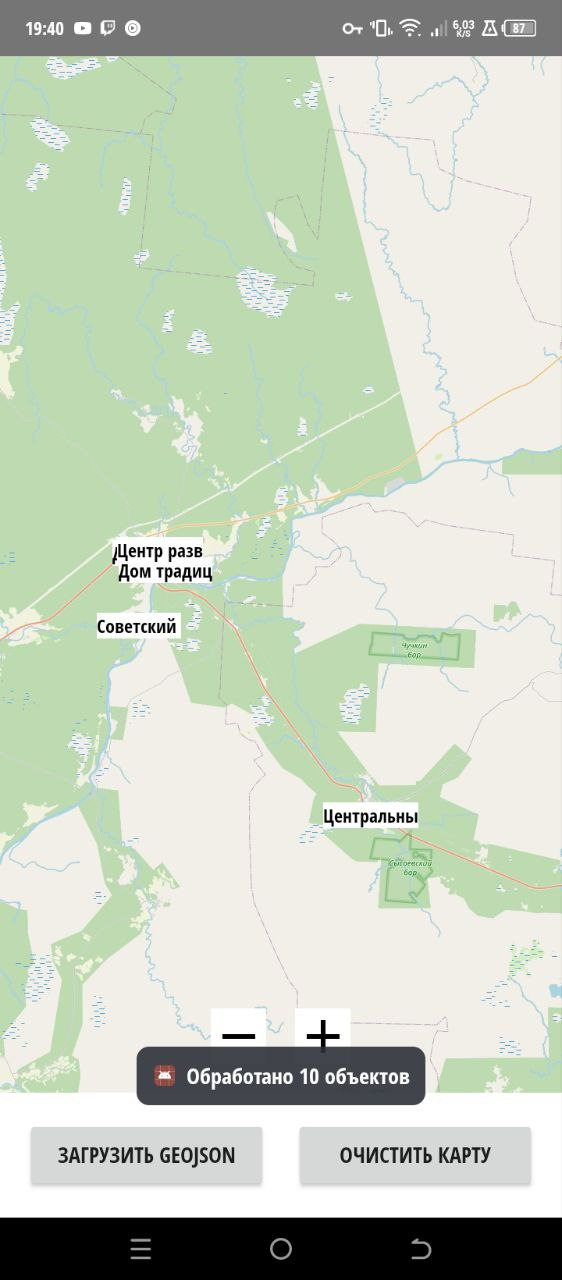 19:40
6,03
K/S
87
Центр разв
Дом традиц
Советский
Чучкин
бор
Центральны
Сысоевский
бор
Обработано 10 объектов
ЗАГРУЗИТЬ GEOJSON
ОЧИСТИТЬ КАРТУ